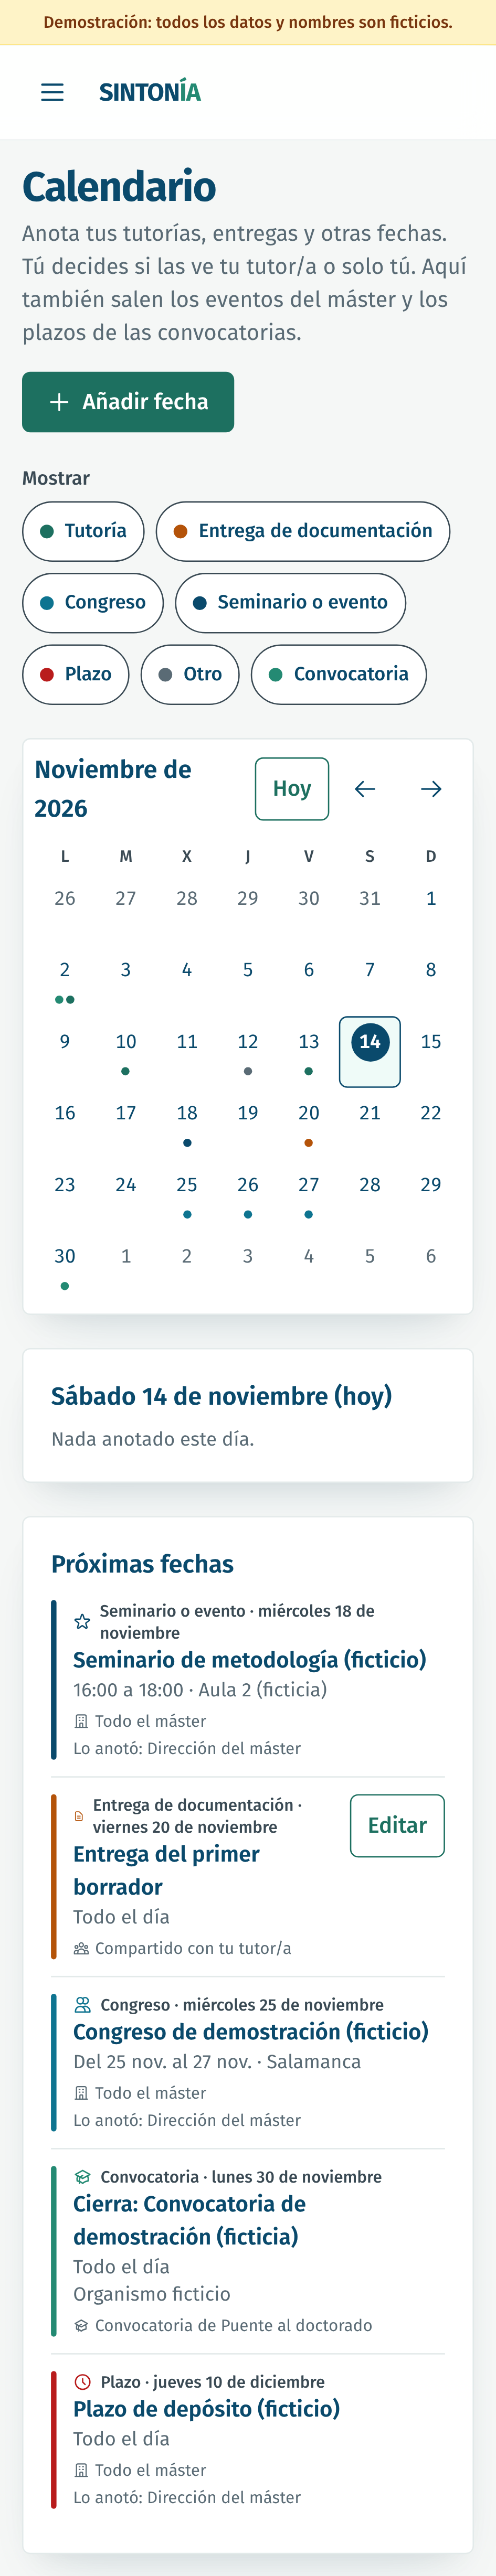 Demostración: todos los datos y nombres son ficticios.
SINTONÍA
Calendario
Anota tus tutorías, entregas y otras fechas.
Tú decides si las ve tu tutor/a o solo tú. Aquí
también salen los eventos del máster y los
plazos de las convocatorias.
Añadir fecha
Mostrar
Tutoría
Entrega de documentación
Congreso
Seminario o evento
Plazo
Otro
Convocatoria
Noviembre de
2026
Hoy
L M X J V S D
26 27 28 29 30 31 1
2 3 4 5 6 7 8
9 10 11 12 13 14 15
16 17 18 19 20 21 22
23 24 25 26 27 28 29
30 1 2 3 4 5 6
Sábado 14 de noviembre (hoy)
Nada anotado este día.
Próximas fechas
Seminario o evento · miércoles 18 de
noviembre
Seminario de metodología (ficticio)
16:00 a 18:00 · Aula 2 (ficticia)
Todo el máster
Lo anotó: Dirección del máster
Entrega de documentación ·
viernes 20 de noviembre
Editar
Entrega del primer
borrador
Todo el día
Compartido con tu tutor/a
Congreso · miércoles 25 de noviembre
Congreso de demostración (ficticio)
Del 25 nov. al 27 nov. · Salamanca
Todo el máster
Lo anotó: Dirección del máster
Convocatoria · lunes 30 de noviembre
Cierra: Convocatoria de
demostración (ficticia)
Todo el día
Organismo ficticio
Convocatoria de Puente al doctorado
Plazo · jueves 10 de diciembre
Plazo de depósito (ficticio)
Todo el día
Todo el máster
Lo anotó: Dirección del máster